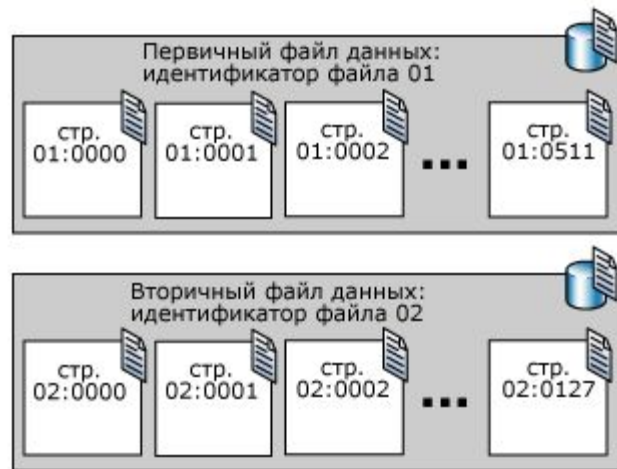 Первичный файл данных:
идентификатор файла 01
стр.
01:0000
стр.
01:0001
стр.
01:0002
...
стр.
01:0511
Вторичный файл данных:
идентификатор файла 02
стр.
02:0000
стр.
02:0001
стр.
02:0002
...
стр.
02:0127